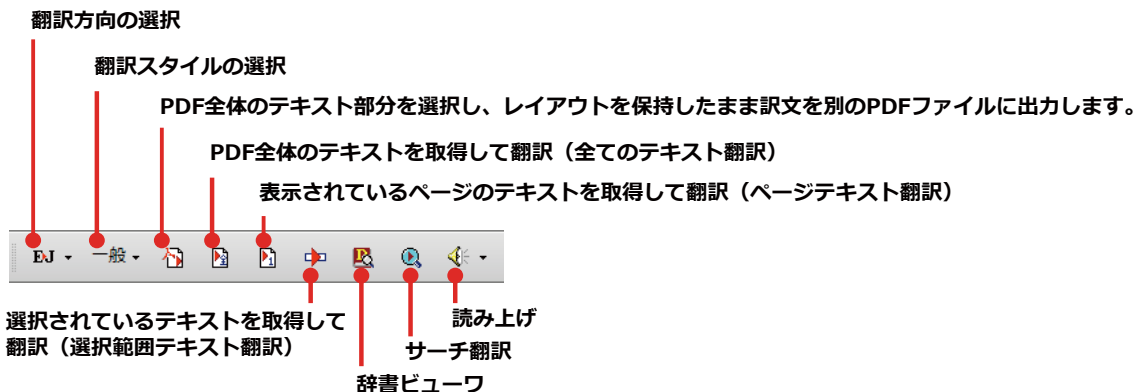 翻訳方向の選択
翻訳スタイルの選択
PDF全体のテキスト部分を選択し、レイアウトを保持したまま訳文を別のPDFファイルに出力します。
PDF全体のテキストを取得して翻訳（全てのテキスト翻訳）
表示されているページのテキストを取得して翻訳（ページテキスト翻訳）
EJ 一般
選択されているテキストを取得して
翻訳（選択範囲テキスト翻訳）
読み上げ
サーチ翻訳
辞書ビューワ